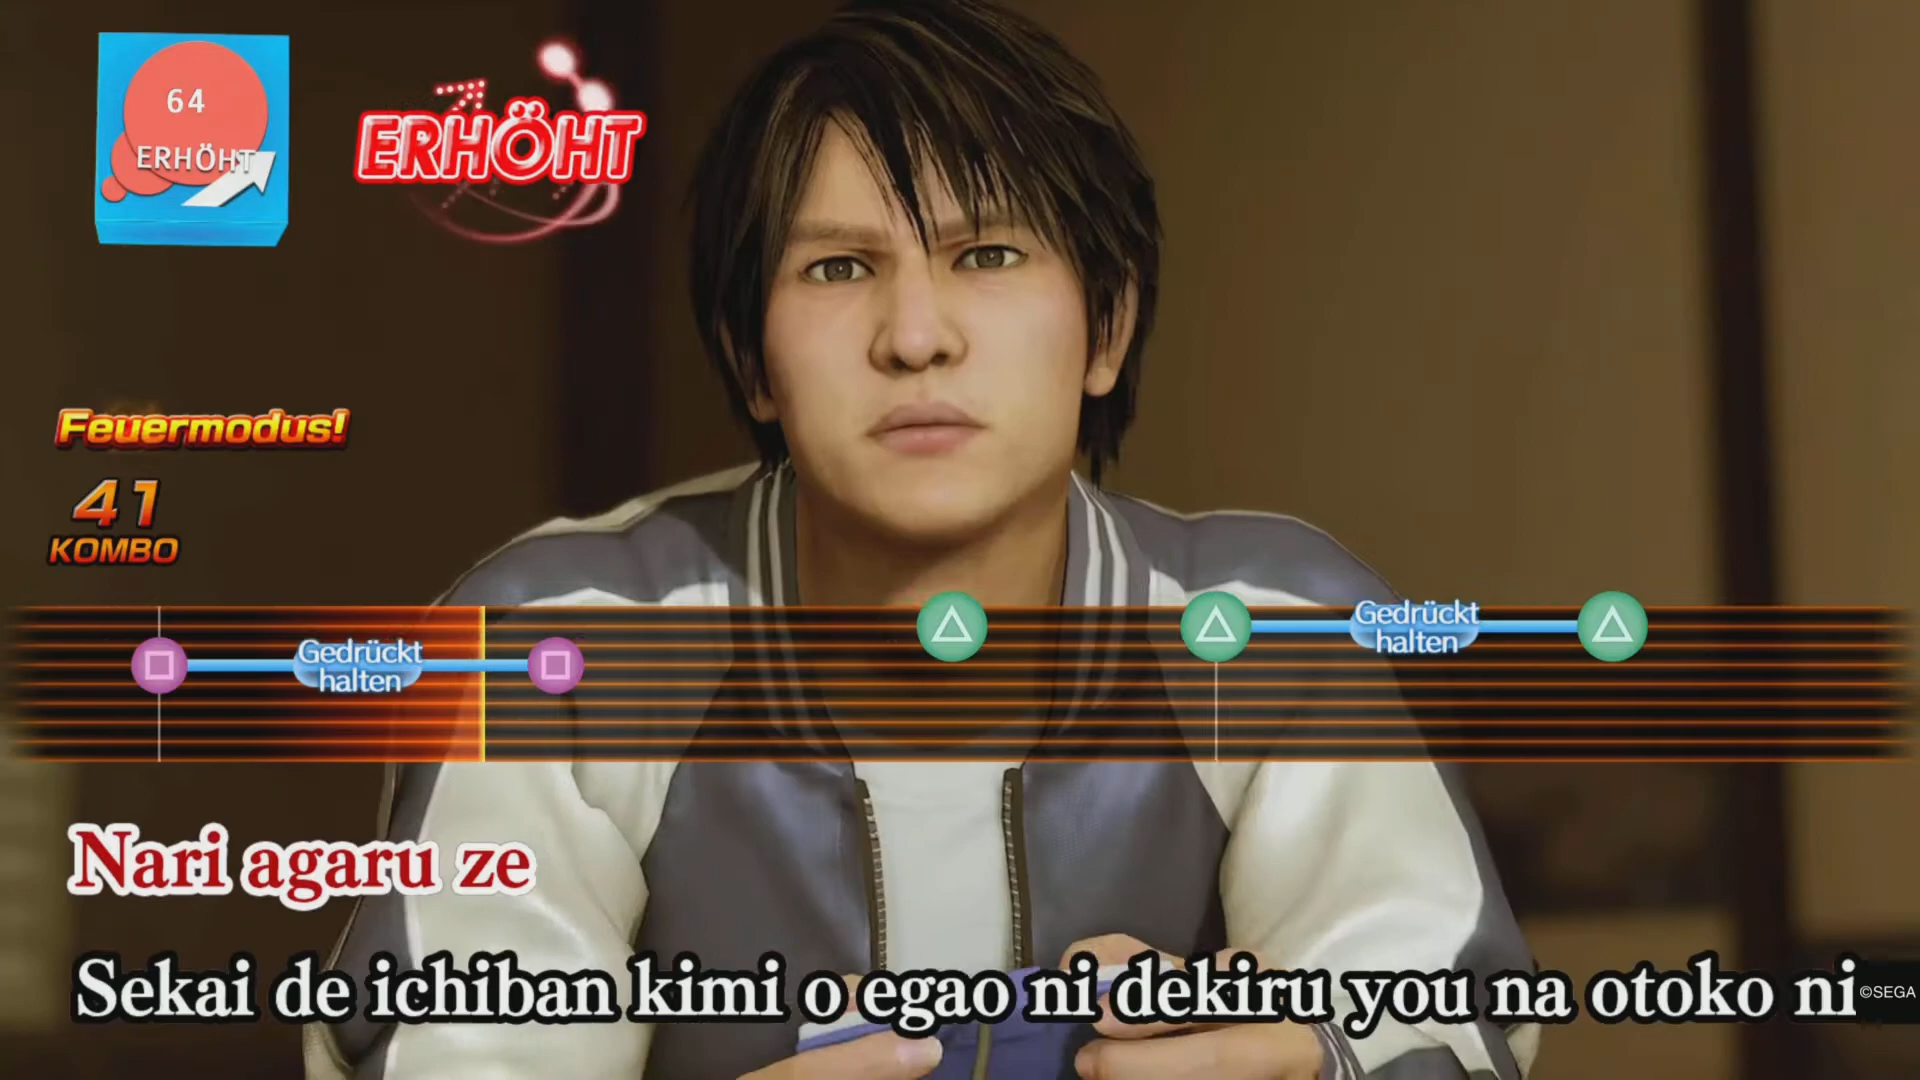 64
ERHÖHT
ERHÖHT
Feuermodus!
41
KOMBO
Gedrückt
halten
Gedrückt
halten
Nari agaru ze
Sekai de ichiban kimi o egao ni dekiru you na otoko ni
©SEGA